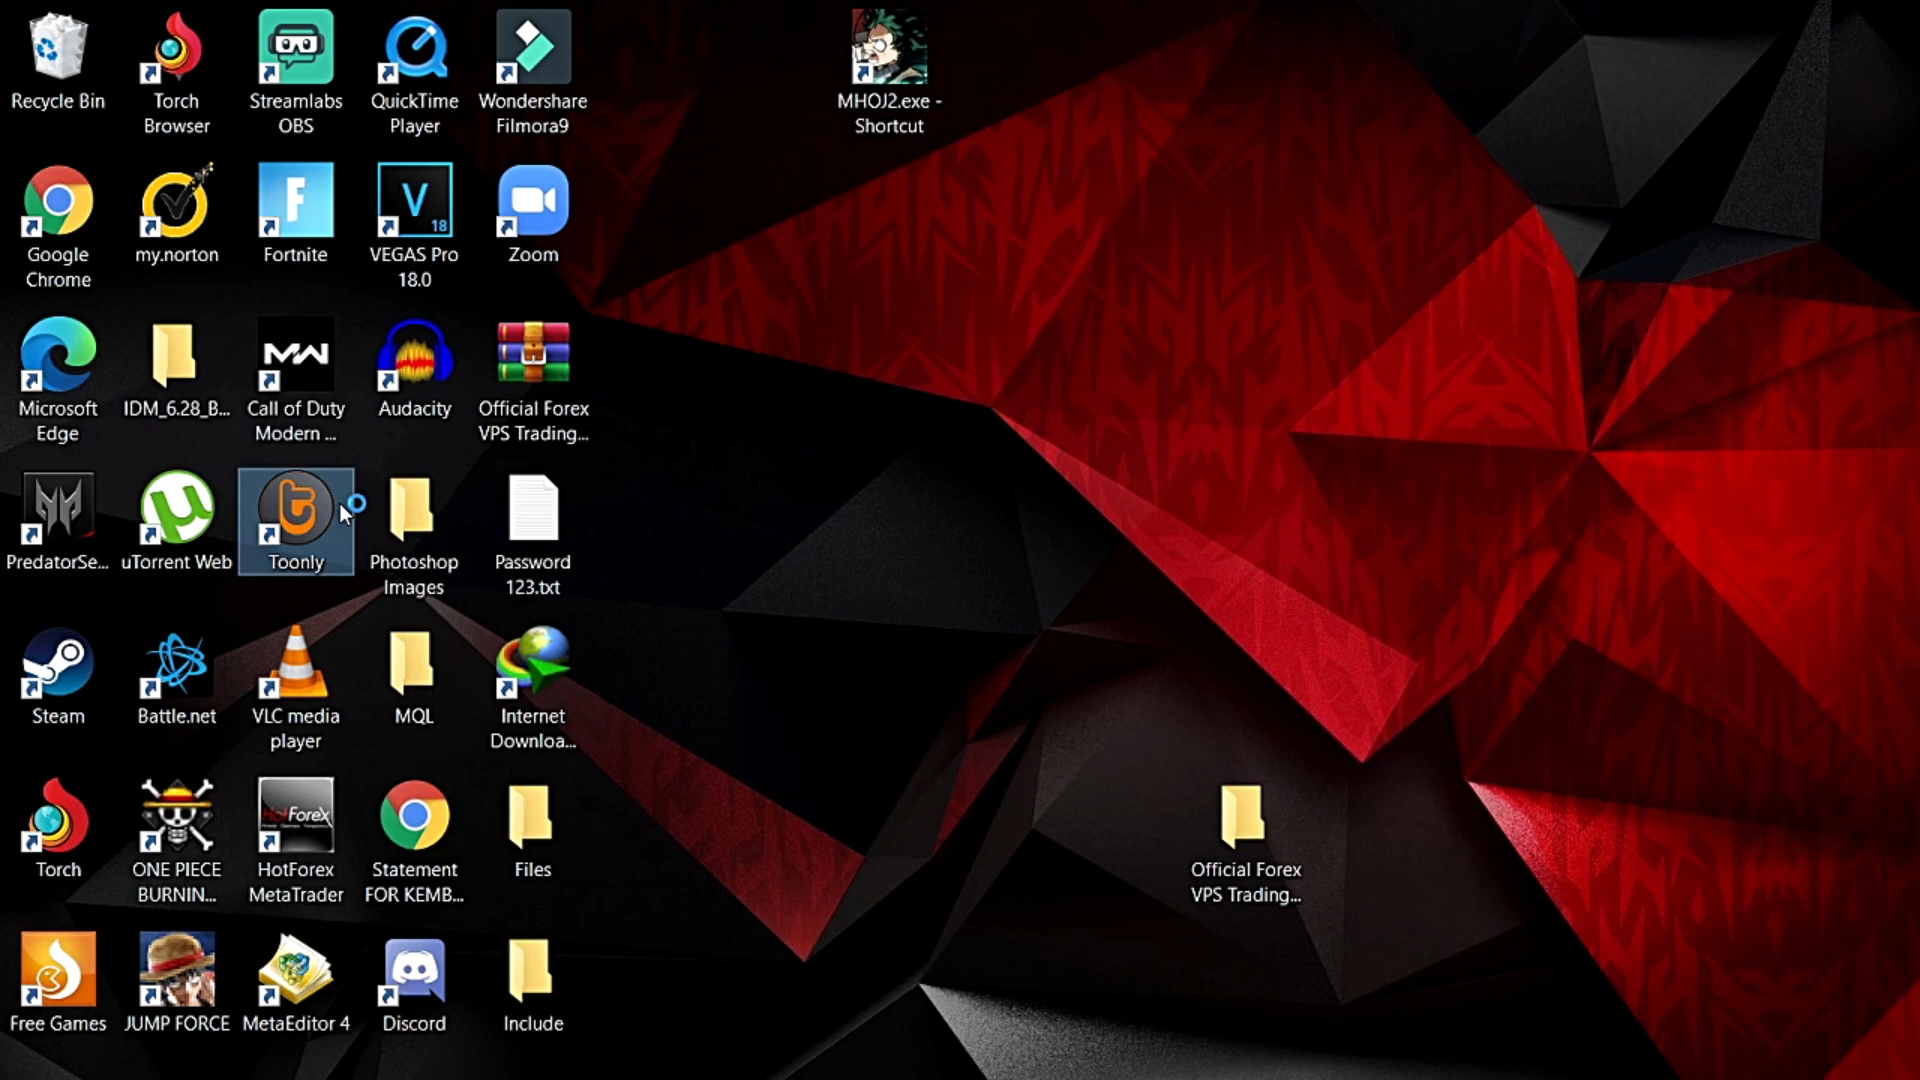 Recycle Bin
Torch
Browser
Streamlabs
OBS
QuickTime
Player
Wondershare
Filmora9
MHOJ2.exe -
Shortcut
Google
Chrome
my.norton
F
Fortnite
V
18
VEGAS Pro
18.0
Zoom
Microsoft
Edge
IDM_6.28_B...
MW
Call of Duty
Modern ...
Audacity
Official Forex
VPS Trading...
PredatorSe...
µ
uTorrent Web
t
Toonly
Photoshop
Images
Password
123.txt
Steam
Battle.net
VLC media
player
MQL
Internet
Downloa...
Torch
ONE PIECE
BURNIN...
HotForex
HotForex
MetaTrader
Statement
FOR KEMB...
Files
Official Forex
VPS Trading...
Free Games
JUMP FORCE
MetaEditor 4
Discord
Include